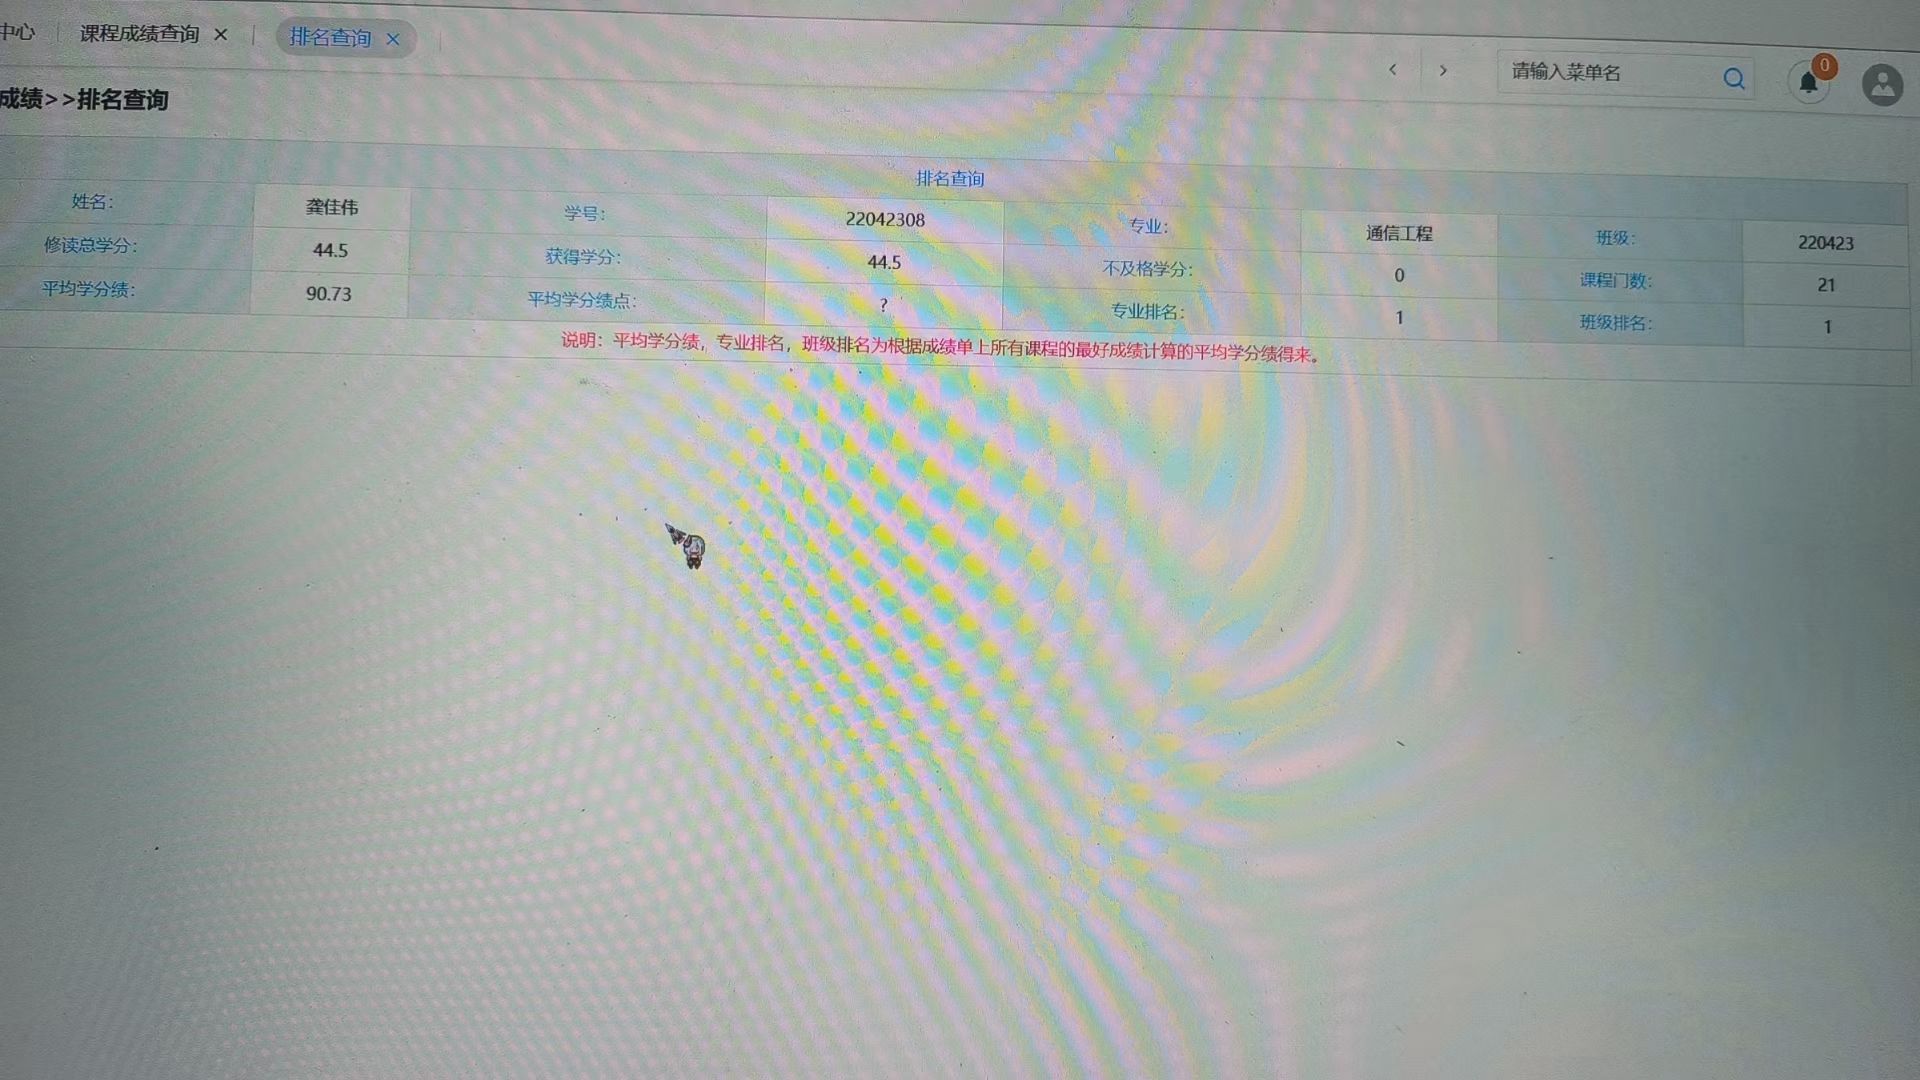 中心 课程成绩查询 × 排名查询 ×
< > 请输入菜单名 0
成绩>>排名查询
排名查询
姓名: 龚佳伟 学号: 22042308 专业: 通信工程 班级: 220423
修读总学分: 44.5 获得学分: 44.5 不及格学分: 0 课程门数: 21
平均学分绩: 90.73 平均学分绩点: ? 专业排名: 1 班级排名: 1
说明：平均学分绩，专业排名，班级排名为根据成绩单上所有课程的最好成绩计算的平均学分绩得来。